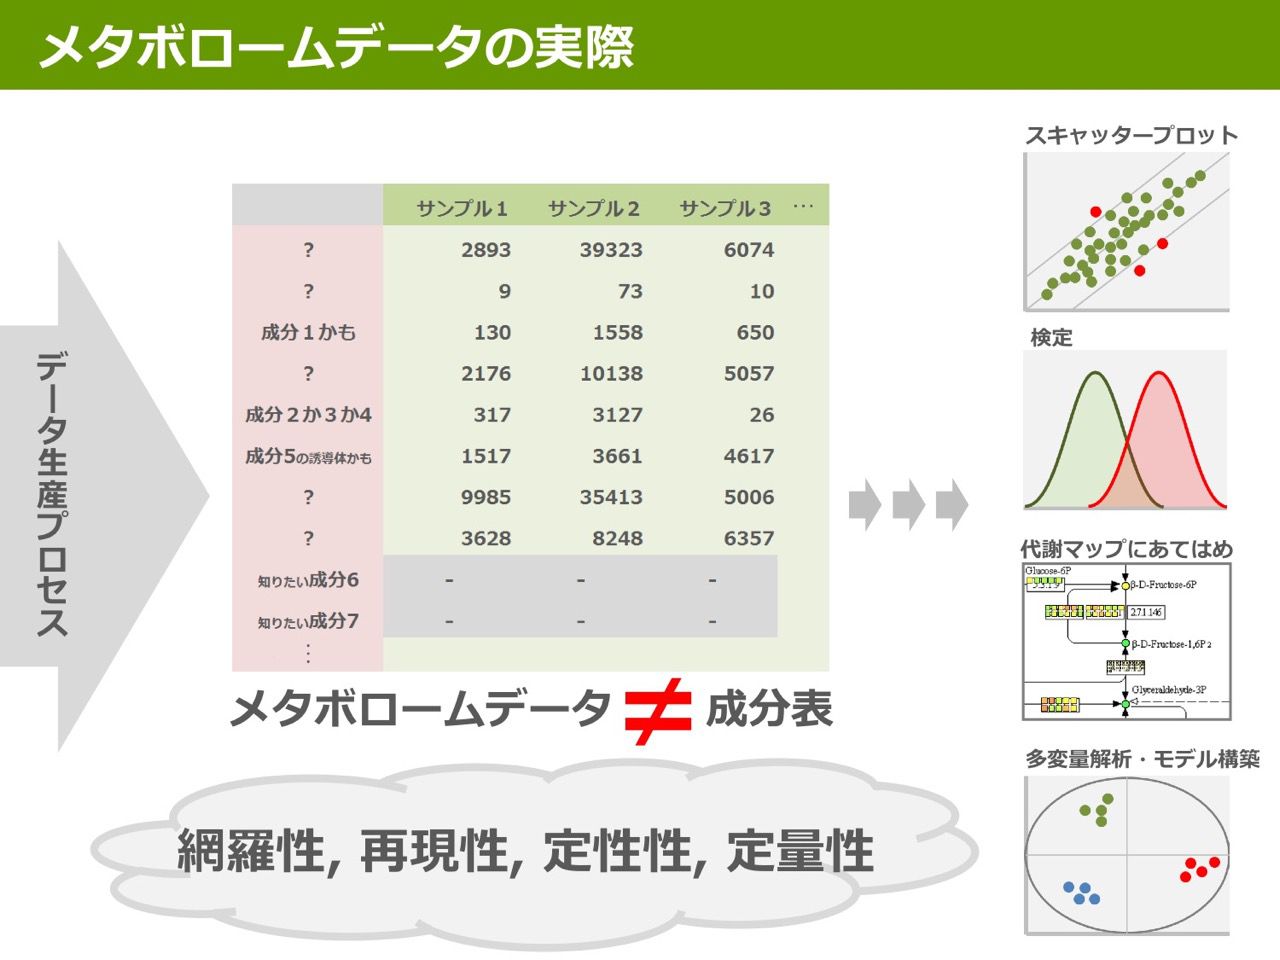 メタボロームデータの実際
データ生産プロセス
サンプル１ サンプル２ サンプル３ …
? 2893 39323 6074
? 9 73 10
成分１かも 130 1558 650
? 2176 10138 5057
成分２か３か4 317 3127 26
成分5の誘導体かも 1517 3661 4617
? 9985 35413 5006
? 3628 8248 6357
知りたい成分6 - - -
知りたい成分7 - - -
⋮
メタボロームデータ ≠ 成分表
網羅性, 再現性, 定性性, 定量性
スキャッタープロット
検定
代謝マップにあてはめ
Glucose-6P
β-D-Fructose-6P
2.7.1.146
β-D-Fructose-1,6P2
Glyceraldehyde-3P
多変量解析・モデル構築